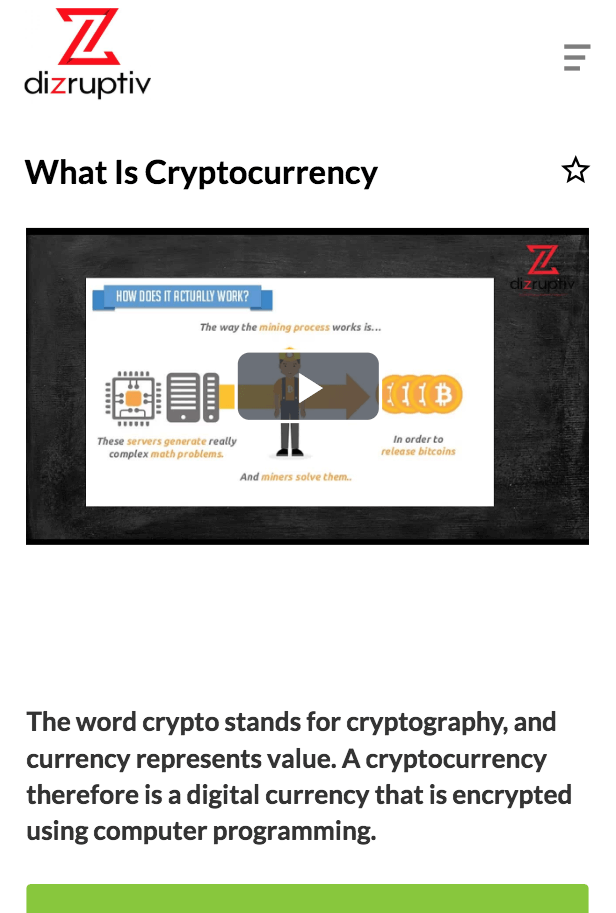 dizruptiv
What Is Cryptocurrency
dizruptiv
HOW DOES IT ACTUALLY WORK?
The way the mining process works is...
These servers generate really
complex math problems.
In order to
release bitcoins
And miners solve them..
The word crypto stands for cryptography, and
currency represents value. A cryptocurrency
therefore is a digital currency that is encrypted
using computer programming.